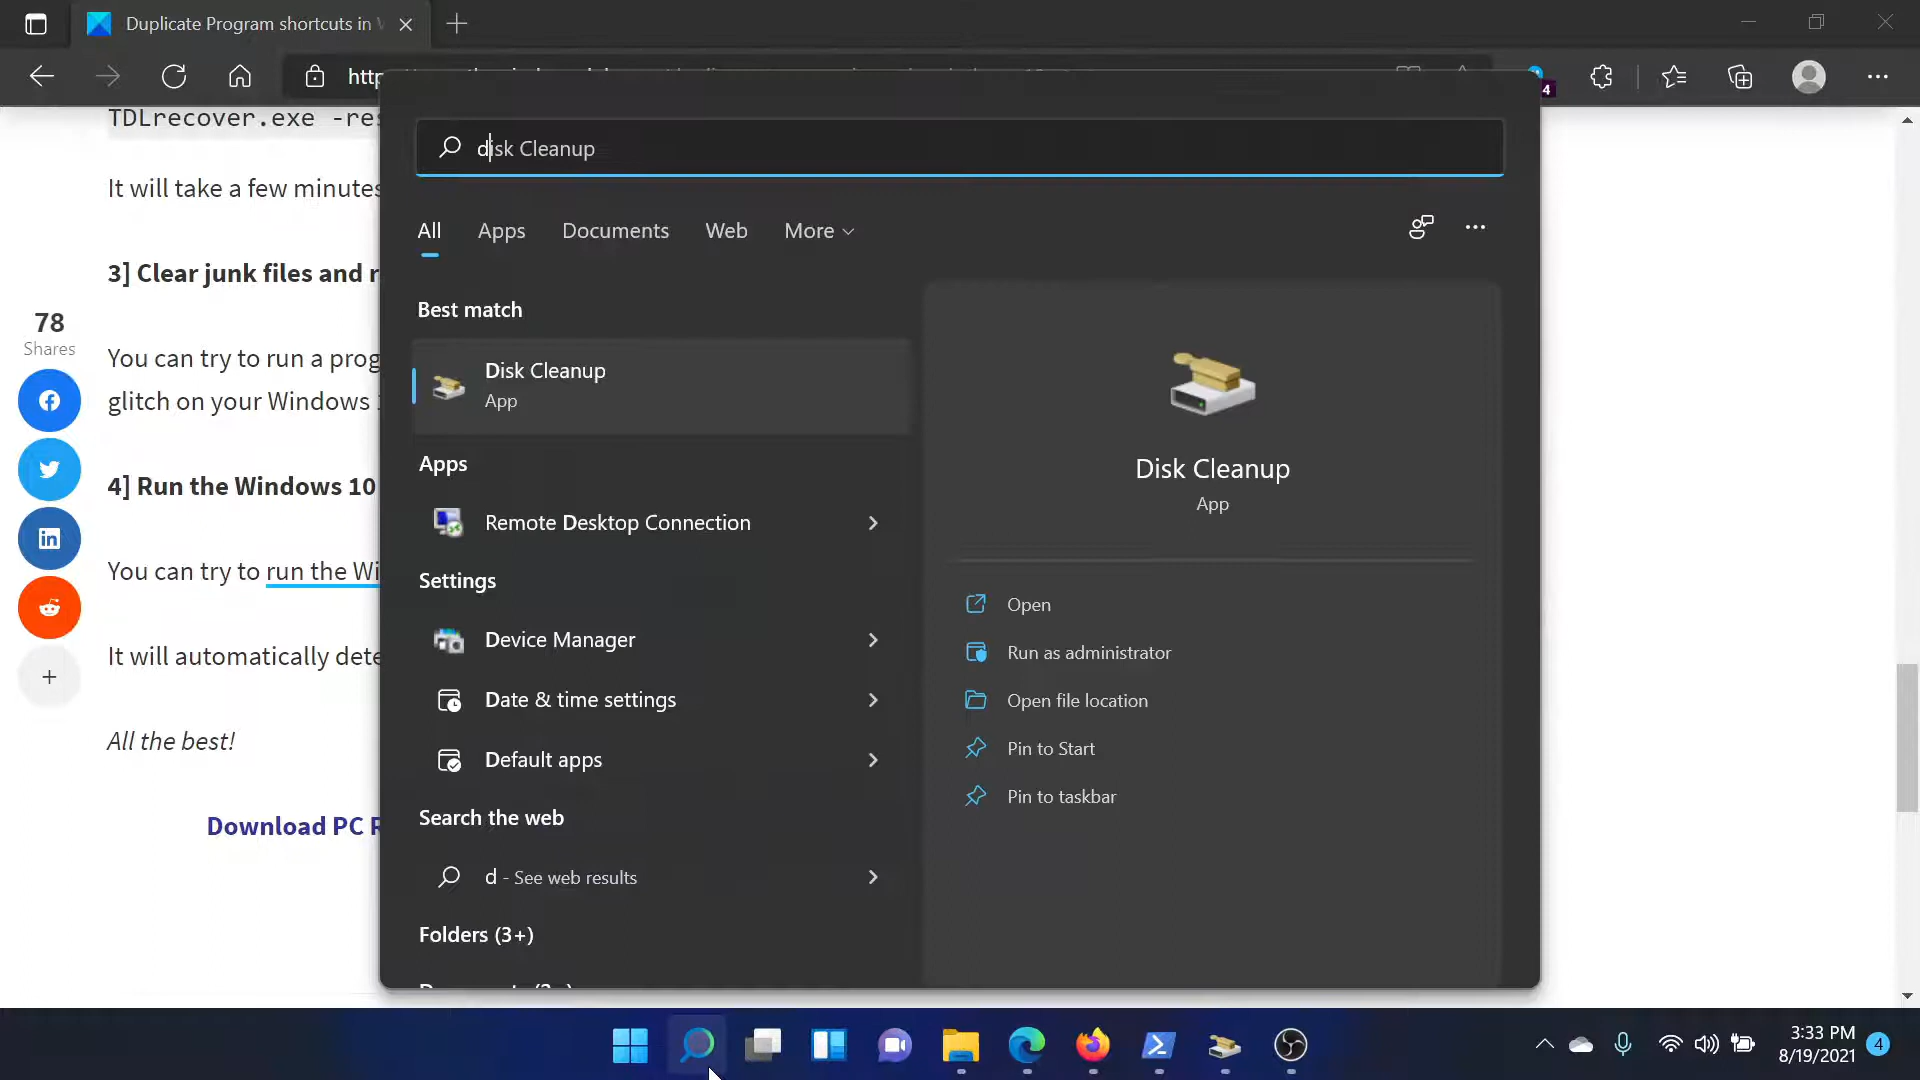 Duplicate Program shortcuts in
http
4
TDLrecover.exe -res
It will take a few minutes
3] Clear junk files and r
You can try to run a prog
glitch on your Windows
4] Run the Windows 10
You can try to run the Wi
It will automatically dete
All the best!
Download PC R
78
Shares
+
disk Cleanup
All
Apps
Documents
Web
More
Best match
Disk Cleanup
App
Apps
Remote Desktop Connection
Settings
Device Manager
Date & time settings
Default apps
Search the web
d - See web results
Folders (3+)
Disk Cleanup
App
Open
Run as administrator
Open file location
Pin to Start
Pin to taskbar
3:33 PM
8/19/2021
4